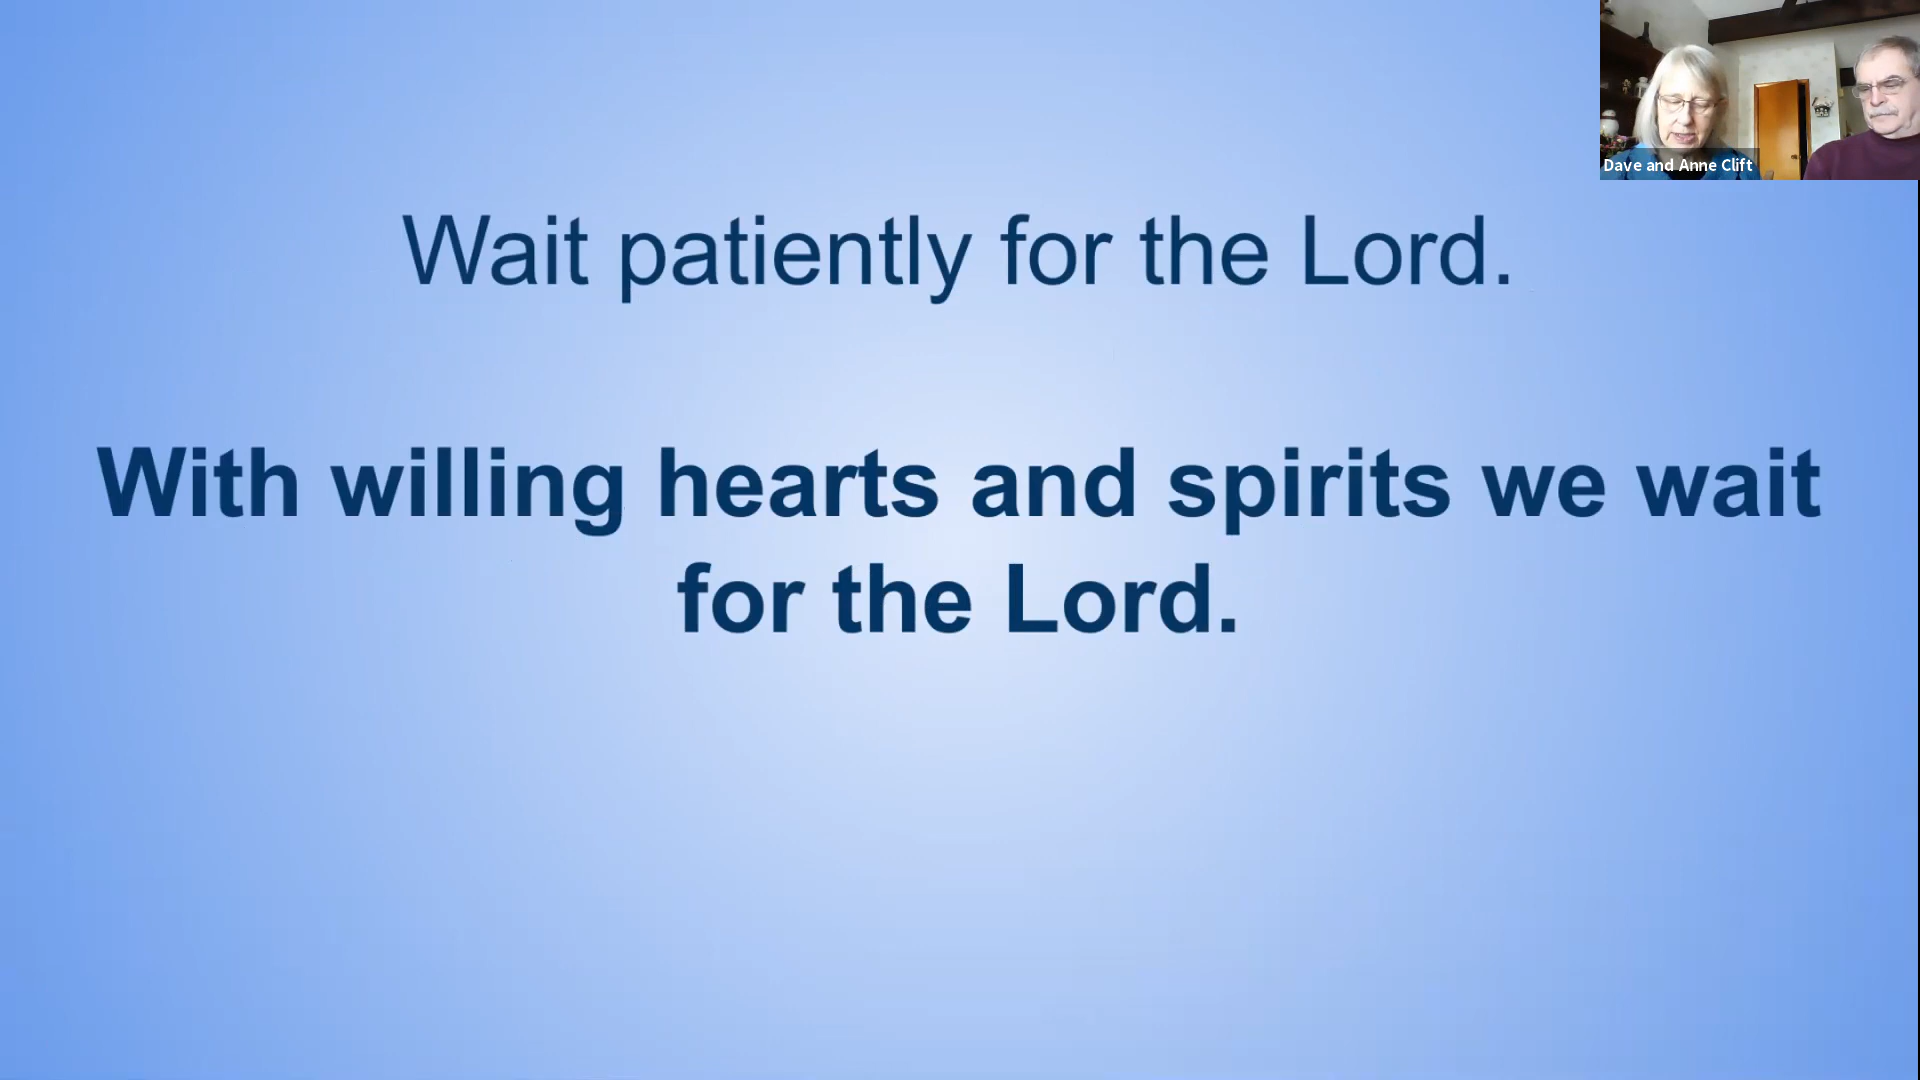 Dave and Anne Clift
Wait patiently for the Lord.
With willing hearts and spirits we wait
for the Lord.